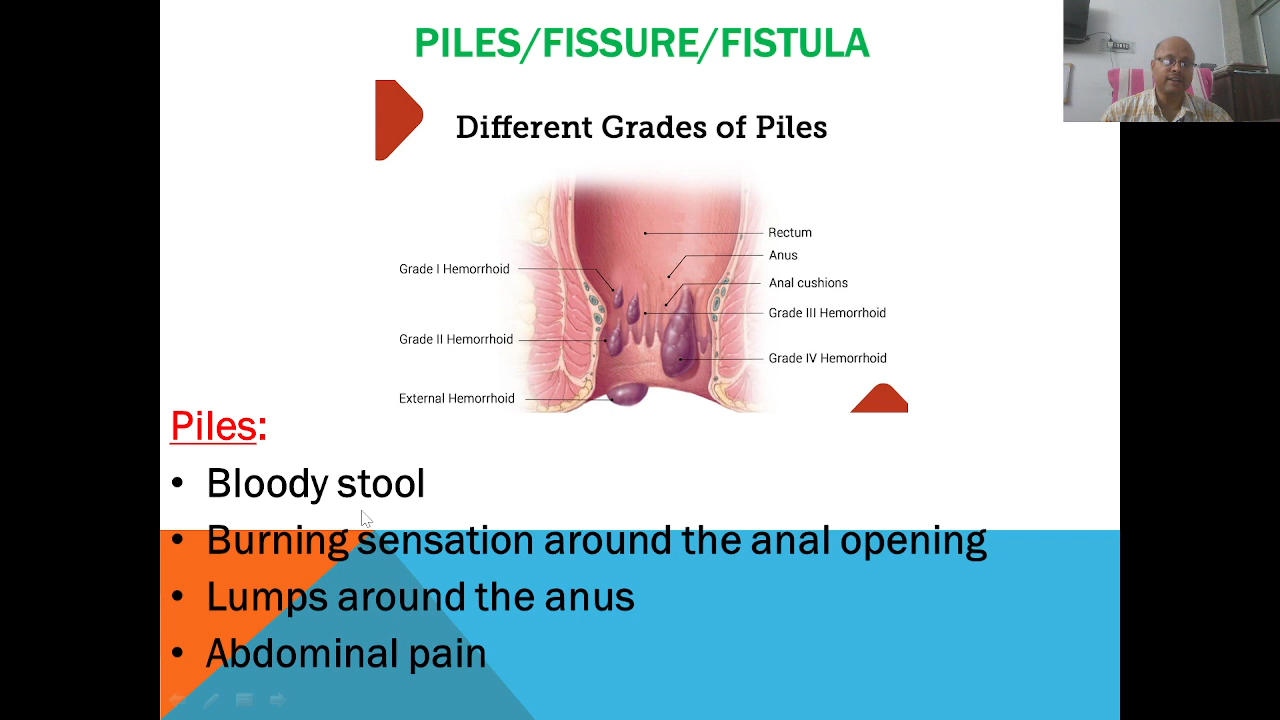 PILES/FISSURE/FISTULA
Different Grades of Piles
Rectum
Anus
Grade I Hemorrhoid
Anal cushions
Grade III Hemorrhoid
Grade II Hemorrhoid
Grade IV Hemorrhoid
External Hemorrhoid
Piles:
• Bloody stool
• Burning sensation around the anal opening
• Lumps around the anus
• Abdominal pain